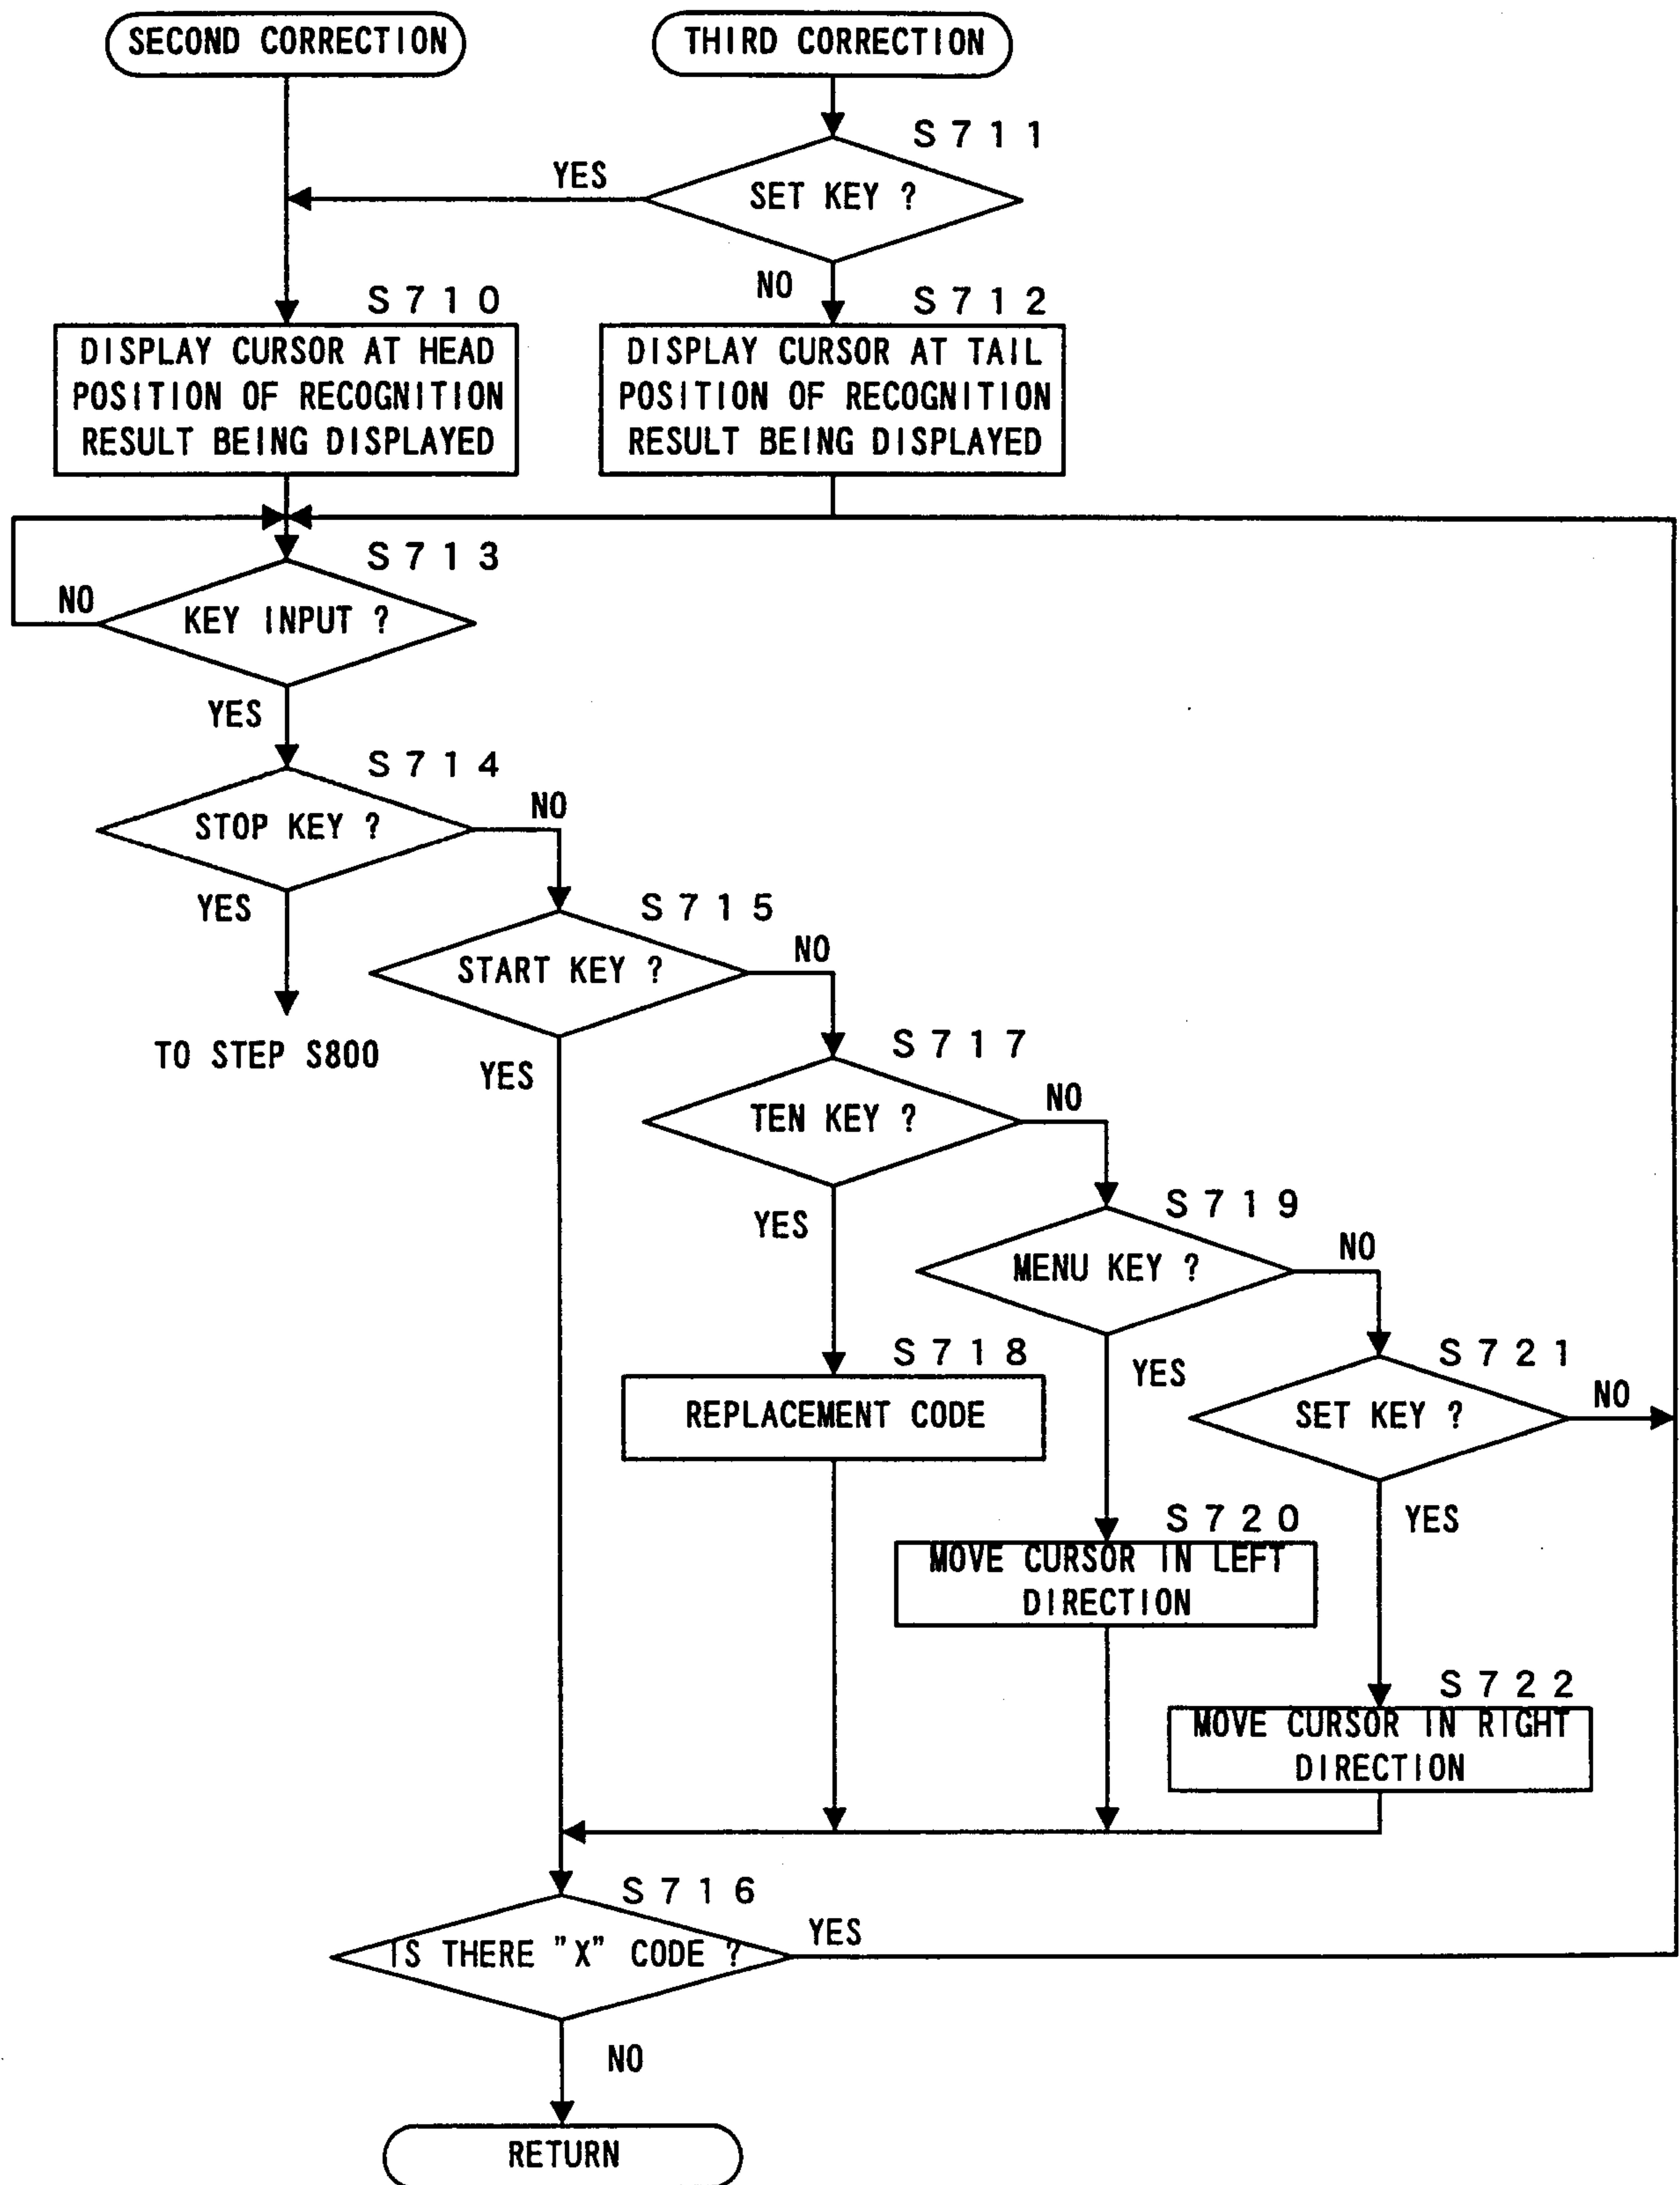 SECOND CORRECTION
THIRD CORRECTION
S711
YES
SET KEY ?
NO
S710
S712
DISPLAY CURSOR AT HEAD
POSITION OF RECOGNITION
RESULT BEING DISPLAYED
DISPLAY CURSOR AT TAIL
POSITION OF RECOGNITION
RESULT BEING DISPLAYED
S713
NO
KEY INPUT ?
YES
S714
STOP KEY ?
NO
YES
S715
START KEY ?
NO
TO STEP S800
YES
S717
TEN KEY ?
NO
YES
S719
MENU KEY ?
NO
S718
YES
S721
REPLACEMENT CODE
SET KEY ?
NO
S720
YES
MOVE CURSOR IN LEFT
DIRECTION
S722
MOVE CURSOR IN RIGHT
DIRECTION
S716
IS THERE "X" CODE ?
YES
NO
RETURN